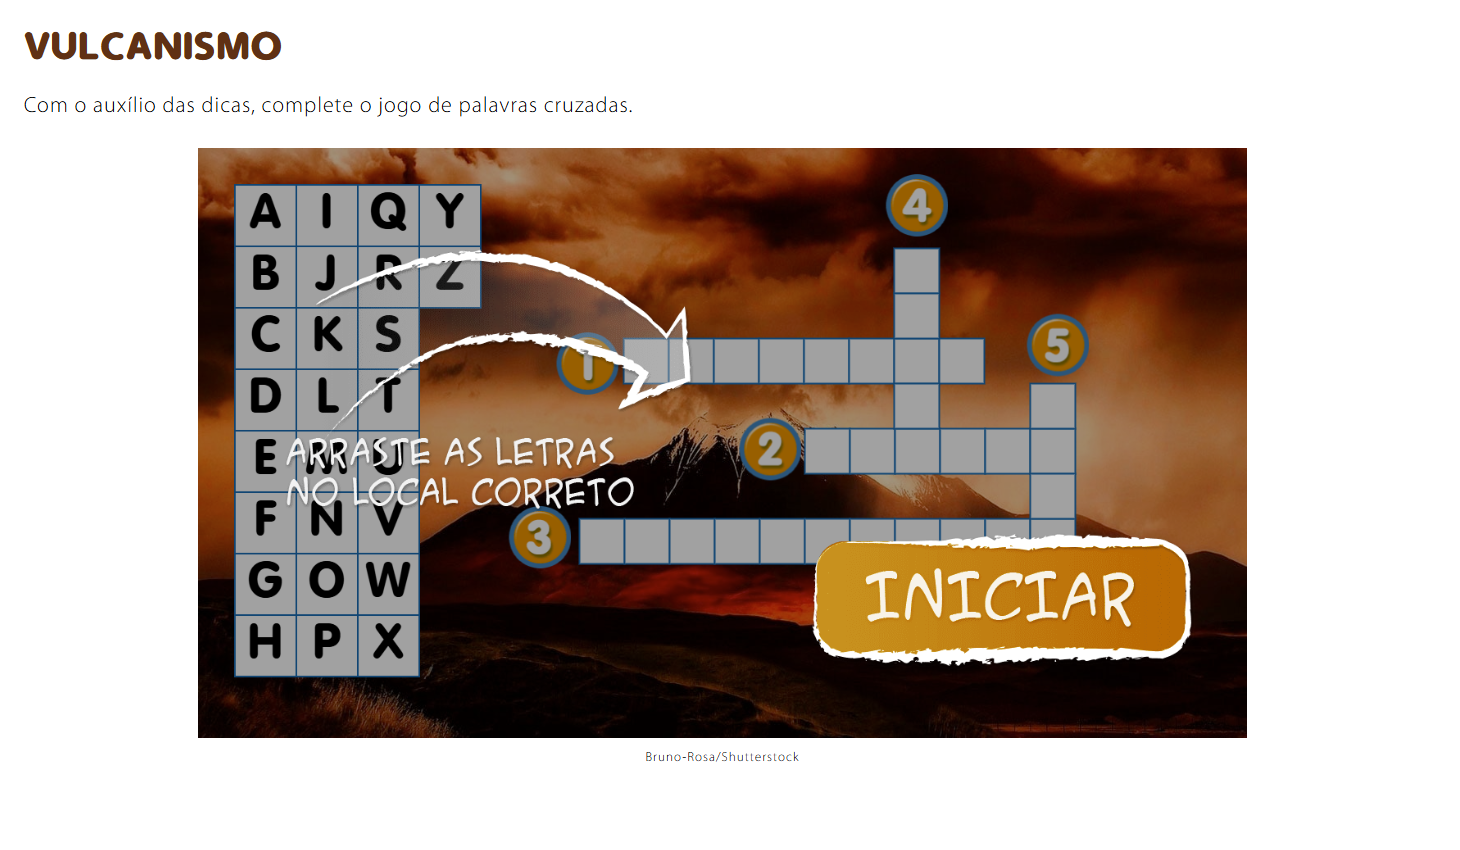 VULCANISMO
Com o auxílio das dicas, complete o jogo de palavras cruzadas.
A I Q Y
B J R Z
C K S
D L T
E M U
F N V
G O W
H P X
4
1
5
2
3
ARRASTE AS LETRAS
NO LOCAL CORRETO
INICIAR
Bruno-Rosa/Shutterstock